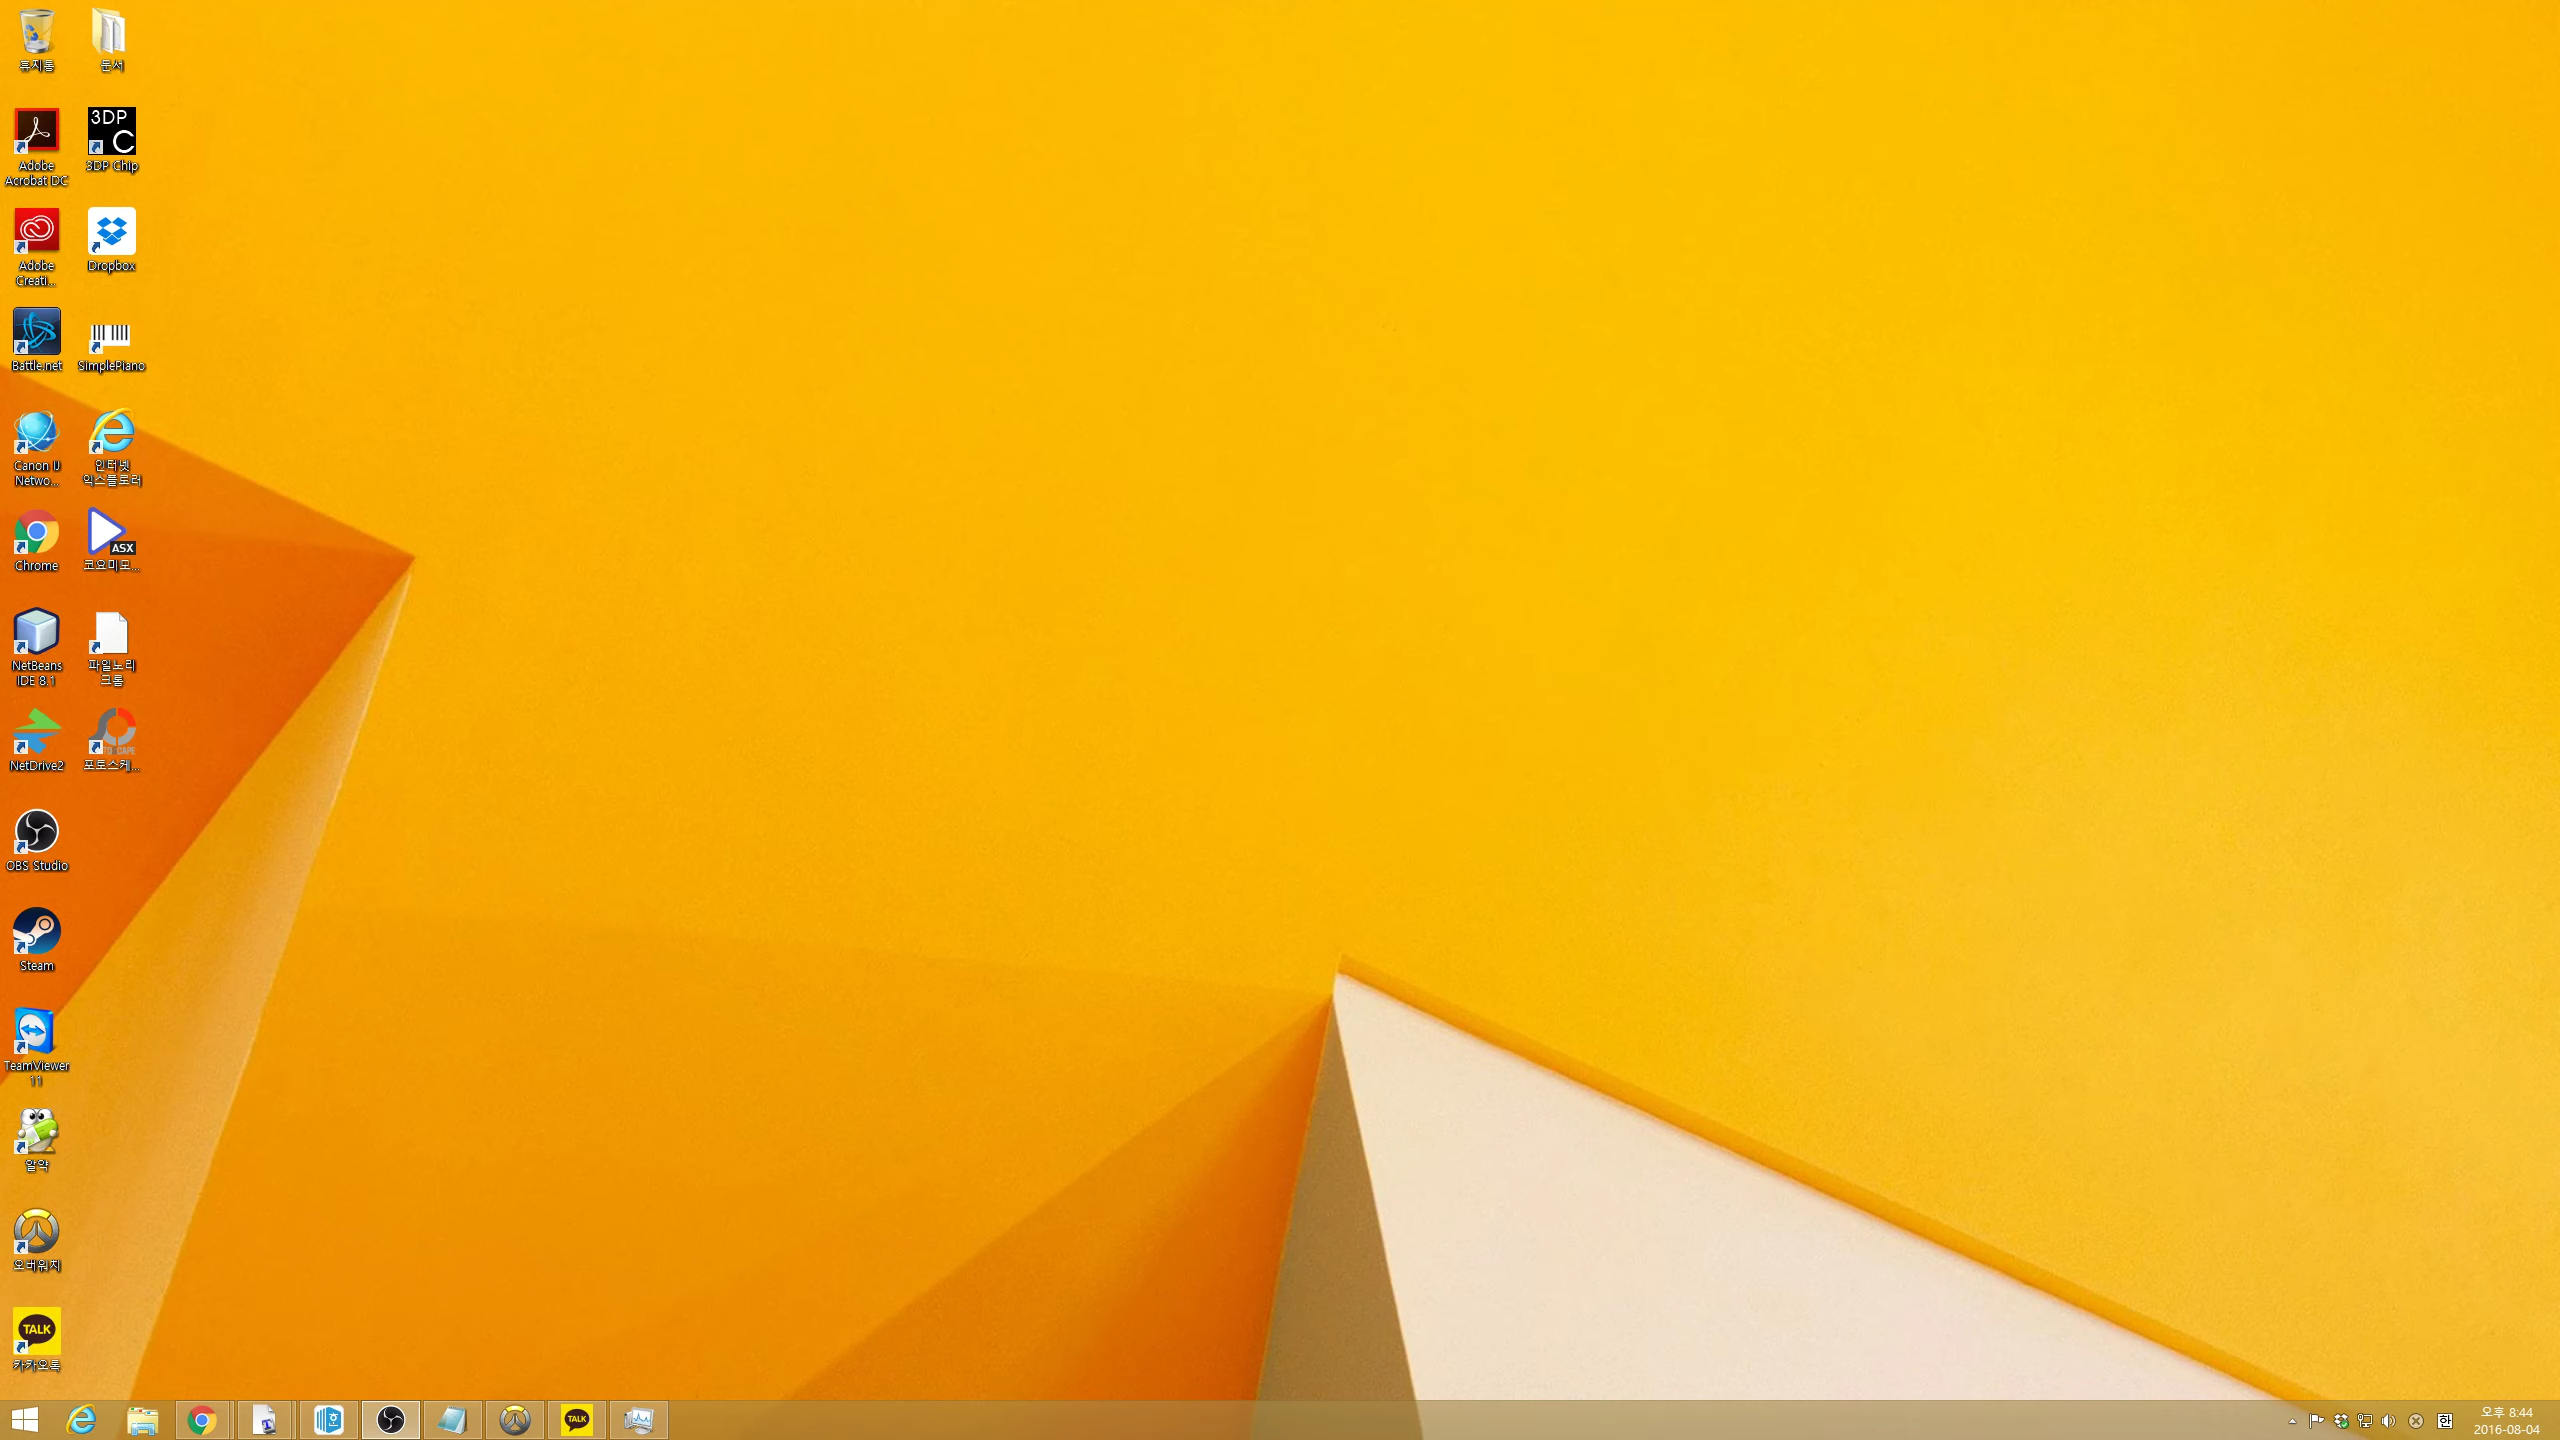 휴지통
문서
Adobe
Acrobat DC
3DP
C
3DP Chip
Adobe
Creati...
Dropbox
Battle.net
SimplePiano
Canon IJ
Netwo...
인터넷
익스플로러
Chrome
ASX
코요미모...
NetBeans
IDE 8.1
파일노리
크롬
NetDrive2
포토스케...
OBS Studio
Steam
TeamViewer
11
알약
오버워치
TALK
카카오톡
TALK
한
오후 8:44
2016-08-04